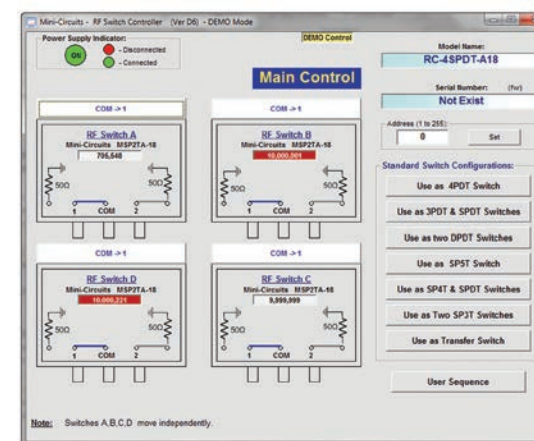 Mini-Circuits - RF Switch Controller (Ver D6) - DEMO Mode
Power Supply Indicator:
ON
- Disconnected
- Connected
DEMO Control
Main Control
Model Name:
RC-4SPDT-A18
Serial Number: (fw)
Not Exist
Address (1 to 255)
0
Set
COM -> 1
RF Switch A
Mini-Circuits MSP2TA-18
50Ω
50Ω
1 COM 2
COM -> 1
RF Switch B
Mini-Circuits MSP2TA-18
10,000,001
50Ω
50Ω
1 COM 2
COM -> 1
RF Switch D
Mini-Circuits MSP2TA-18
10,000,221
50Ω
50Ω
1 COM 2
COM -> 1
RF Switch C
Mini-Circuits MSP2TA-18
9,999,999
50Ω
50Ω
1 COM 2
Standard Switch Configurations:
Use as 4PDT Switch
Use as 3PDT & SPDT Switches
Use as two DPDT Switches
Use as SP5T Switch
Use as SP4T & SPDT Switches
Use as Two SP3T Switches
Use as Transfer Switch
User Sequence
Note: Switches A,B,C,D move independently.